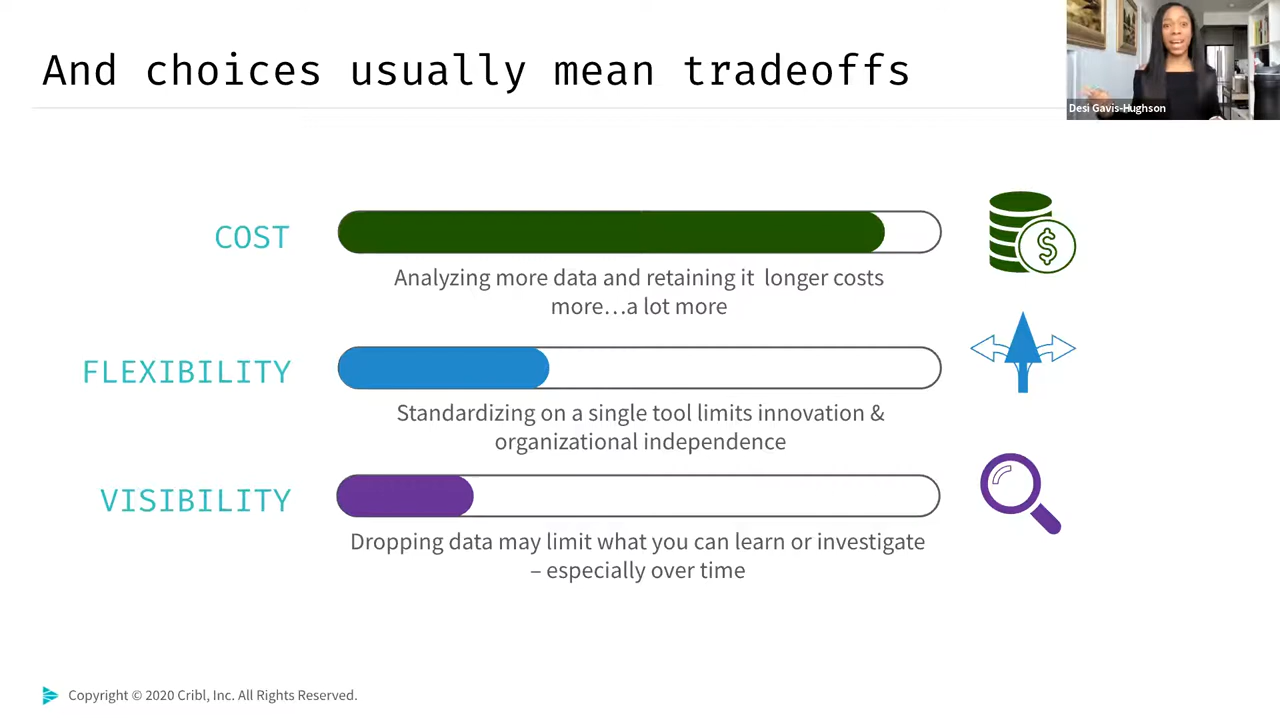 And choices usually mean tradeoffs
Desi Gavis-Hughson
COST
Analyzing more data and retaining it longer costs
more…a lot more
FLEXIBILITY
Standardizing on a single tool limits innovation &
organizational independence
VISIBILITY
Dropping data may limit what you can learn or investigate
– especially over time
$
Copyright © 2020 Cribl, Inc. All Rights Reserved.